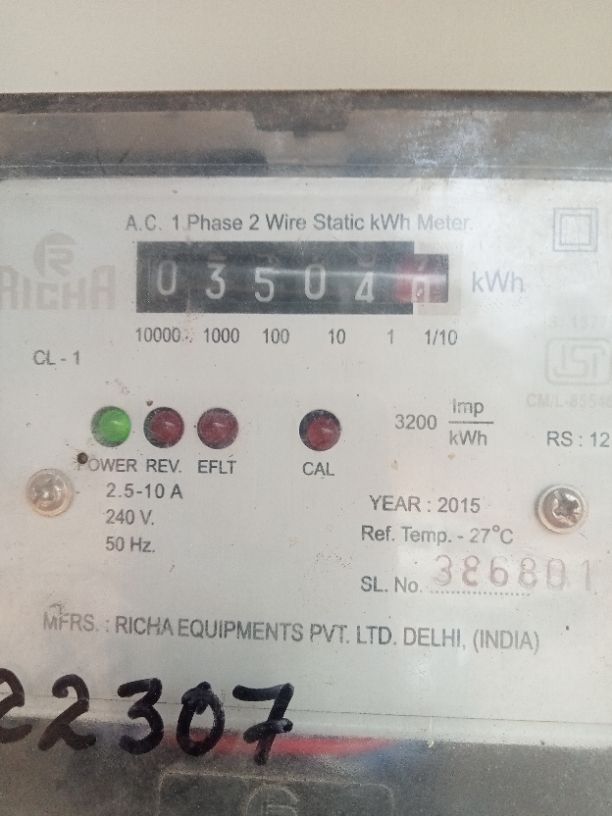 A.C. 1 Phase 2 Wire Static kWh Meter.
RICHA
0 3 5 0 4 kWh
10000 1000 100 10 1 1/10
CL - 1
3200 Imp/kWh
RS : 12
POWER REV. EFLT CAL
2.5-10 A
240 V.
50 Hz.
YEAR : 2015
Ref. Temp. - 27°C
SL. No. 386801
MFRS. : RICHA EQUIPMENTS PVT. LTD. DELHI, (INDIA)
22307